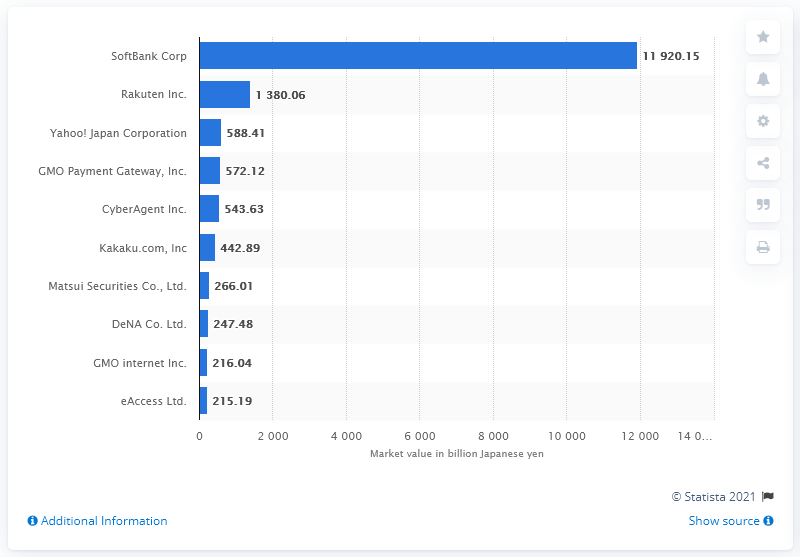 SoftBank Corp 11 920.15
Rakuten Inc. 1 380.06
Yahoo! Japan Corporation 588.41
GMO Payment Gateway, Inc. 572.12
CyberAgent Inc. 543.63
Kakaku.com, Inc 442.89
Matsui Securities Co., Ltd. 266.01
DeNA Co. Ltd. 247.48
GMO internet Inc. 216.04
eAccess Ltd. 215.19
0 2 000 4 000 6 000 8 000 10 000 12 000 14 0...
Market value in billion Japanese yen
© Statista 2021
Additional Information Show source